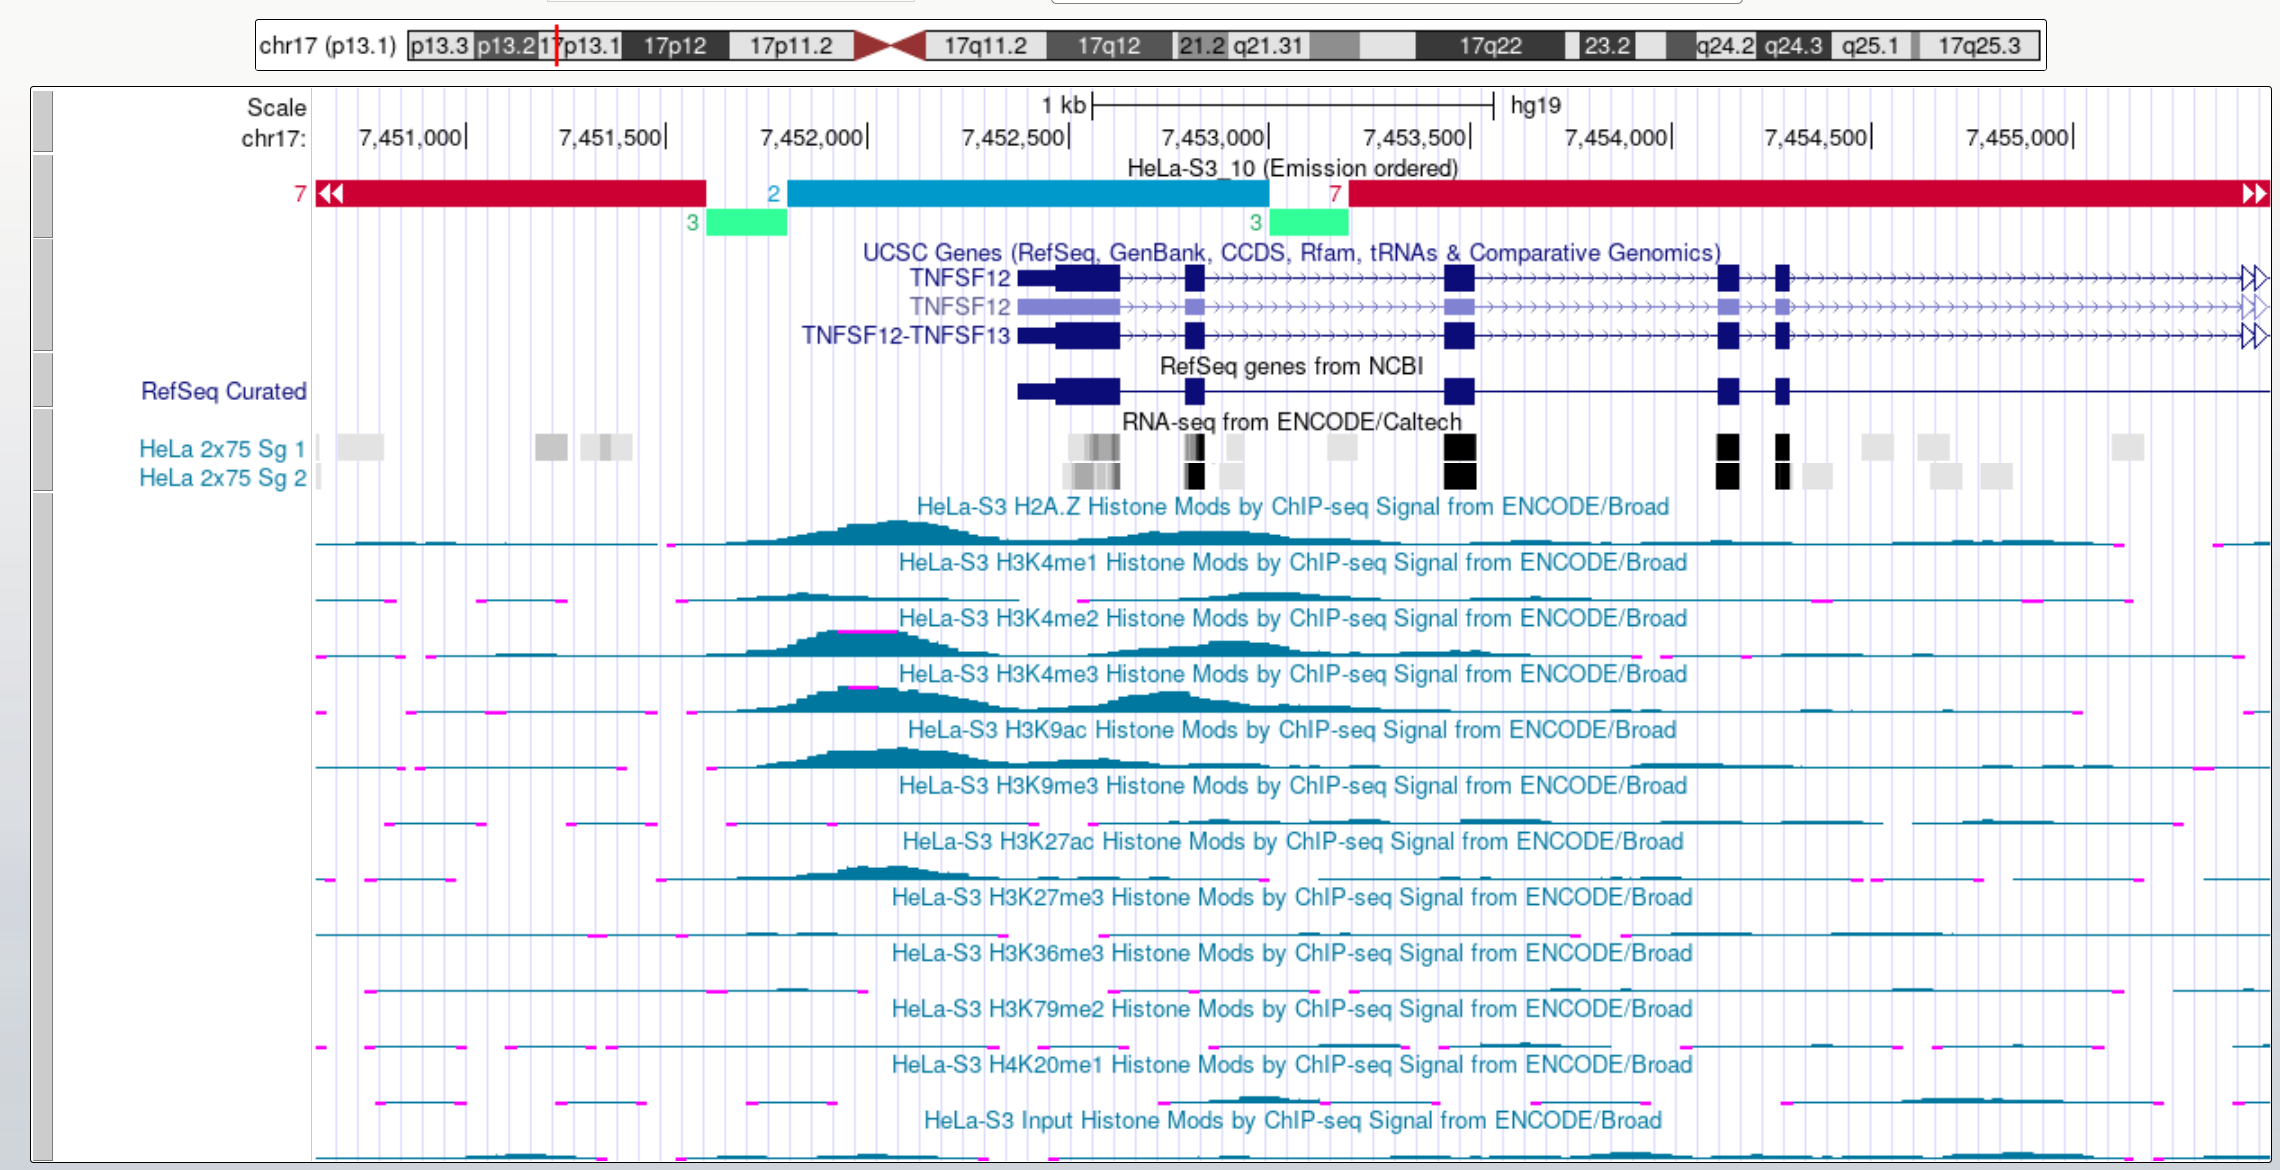 chr17 (p13.1) p13.3 p13.2 17p13.1 17p12 17p11.2 17q11.2 17q12 21.2 q21.31 17q22 23.2 q24.2 q24.3 q25.1 17q25.3
Scale 1 kb hg19
chr17: 7,451,000 7,451,500 7,452,000 7,452,500 7,453,000 7,453,500 7,454,000 7,454,500 7,455,000
HeLa-S3_10 (Emission ordered)
7 2 7
3 3
UCSC Genes (RefSeq, GenBank, CCDS, Rfam, tRNAs & Comparative Genomics)
TNFSF12
TNFSF12
TNFSF12-TNFSF13
RefSeq genes from NCBI
RefSeq Curated
RNA-seq from ENCODE/Caltech
HeLa 2x75 Sg 1
HeLa 2x75 Sg 2
HeLa-S3 H2A.Z Histone Mods by ChIP-seq Signal from ENCODE/Broad
HeLa-S3 H3K4me1 Histone Mods by ChIP-seq Signal from ENCODE/Broad
HeLa-S3 H3K4me2 Histone Mods by ChIP-seq Signal from ENCODE/Broad
HeLa-S3 H3K4me3 Histone Mods by ChIP-seq Signal from ENCODE/Broad
HeLa-S3 H3K9ac Histone Mods by ChIP-seq Signal from ENCODE/Broad
HeLa-S3 H3K9me3 Histone Mods by ChIP-seq Signal from ENCODE/Broad
HeLa-S3 H3K27ac Histone Mods by ChIP-seq Signal from ENCODE/Broad
HeLa-S3 H3K27me3 Histone Mods by ChIP-seq Signal from ENCODE/Broad
HeLa-S3 H3K36me3 Histone Mods by ChIP-seq Signal from ENCODE/Broad
HeLa-S3 H3K79me2 Histone Mods by ChIP-seq Signal from ENCODE/Broad
HeLa-S3 H4K20me1 Histone Mods by ChIP-seq Signal from ENCODE/Broad
HeLa-S3 Input Histone Mods by ChIP-seq Signal from ENCODE/Broad